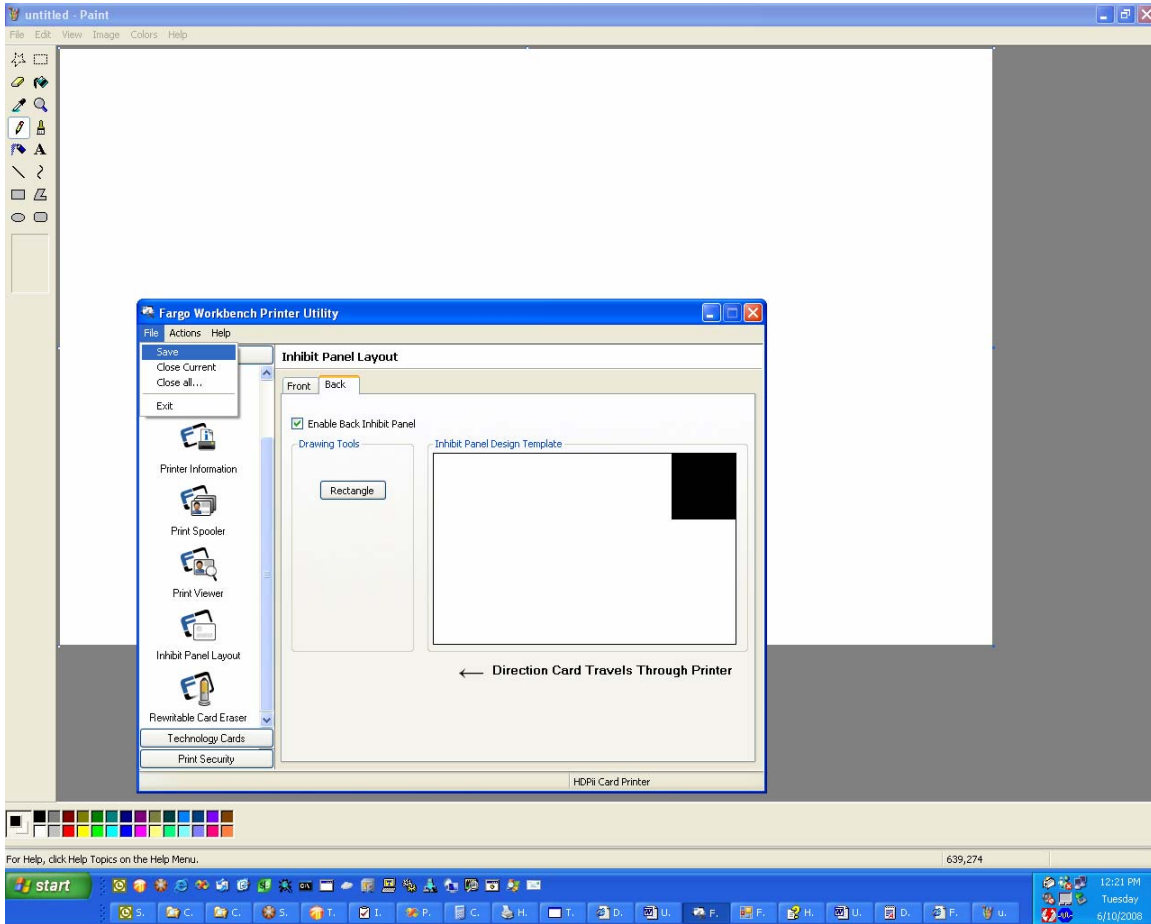 untitled - Paint
File Edit View Image Colors Help
A
Fargo Workbench Printer Utility
File Actions Help
Save
Close Current
Close all...
Exit
Inhibit Panel Layout
Front Back
Enable Back Inhibit Panel
Drawing Tools
Inhibit Panel Design Template
Rectangle
Printer Information
Print Spooler
Print Viewer
Inhibit Panel Layout
Rewritable Card Eraser
← Direction Card Travels Through Printer
Technology Cards
Print Security
HDPii Card Printer
For Help, click Help Topics on the Help Menu.
639,274
start
S. C. C. S. T. I. P. C. H. T. D. U. F. F. H. U. D. F. u.
12:21 PM
Tuesday
6/10/2008